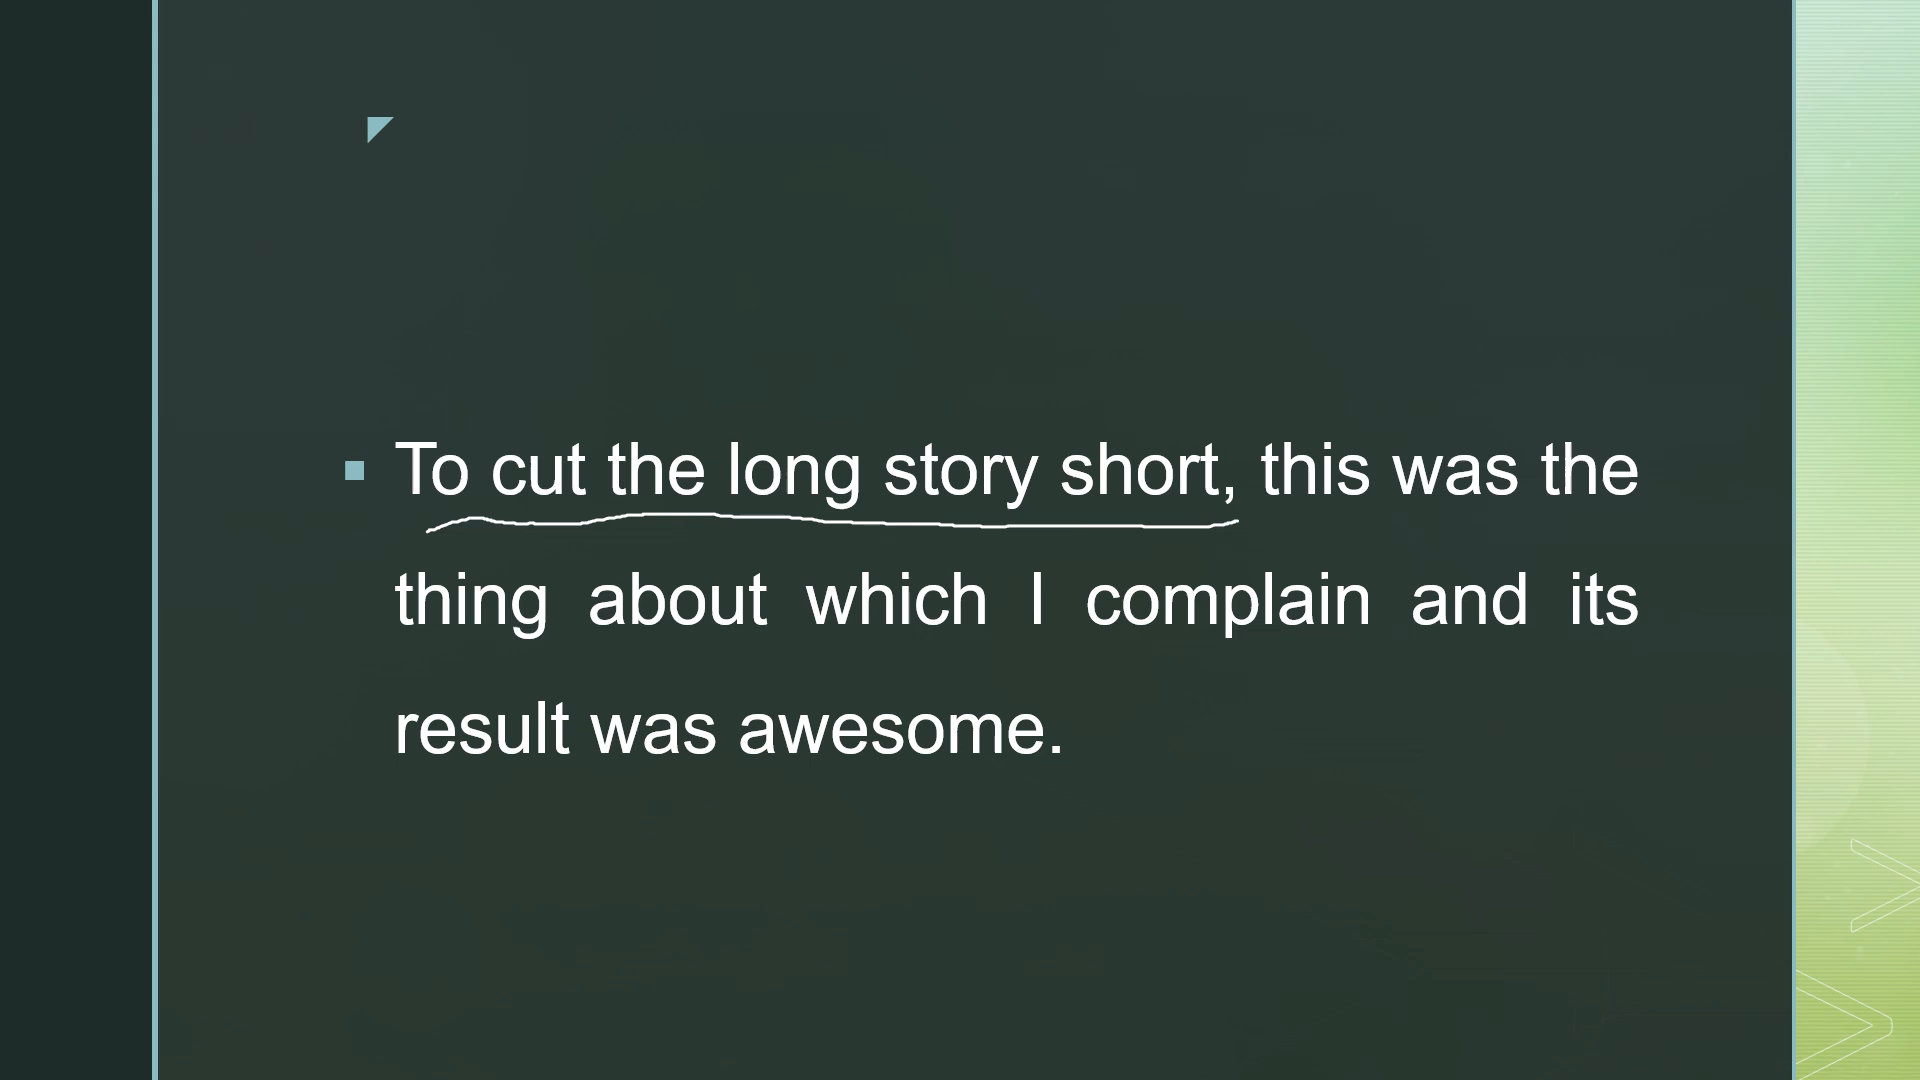 To cut the long story short, this was the
thing about which I complain and its
result was awesome.